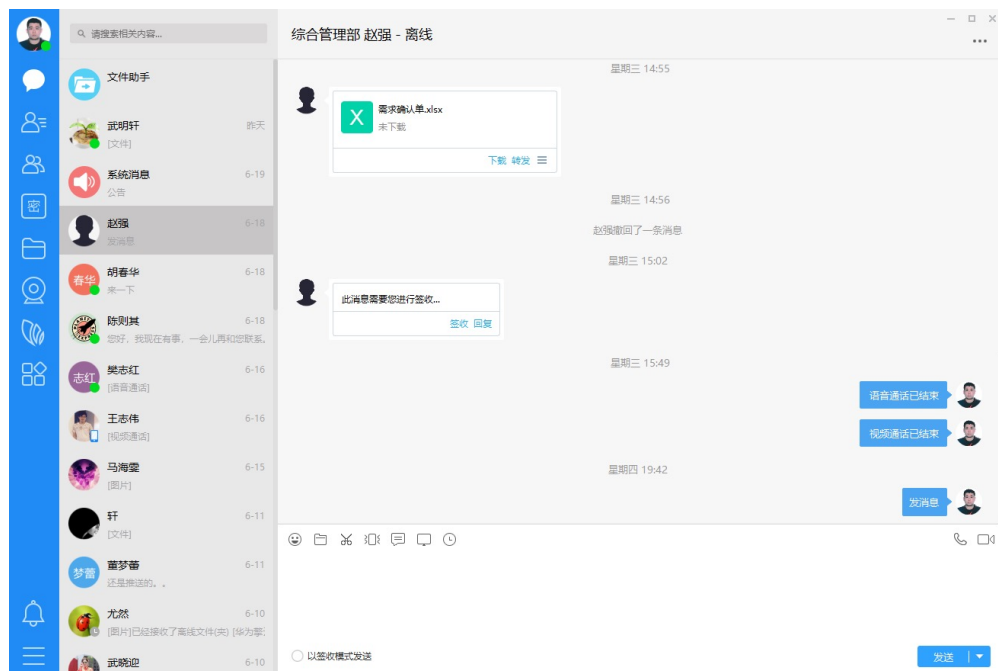 请搜索相关内容...
文件助手
武明轩 昨天
[文件]
系统消息 6-19
公告
赵强 6-18
发消息
春华
胡春华 6-18
来一下
陈则其 6-18
您好，我现在有事，一会儿再和您联系。
志红
樊志红 6-16
[语音通话]
王志伟 6-16
[视频通话]
马海雯 6-15
[图片]
轩 6-11
[文件]
梦蕾
董梦蕾 6-11
还是推送的。。
尤然 6-10
[图片]已经接收了离线文件(夹) [华为擎:
武晓迎 6-10
密
综合管理部 赵强 - 离线
星期三 14:55
X
需求确认单.xlsx
未下载
下载 转发
星期三 14:56
赵强撤回了一条消息
星期三 15:02
此消息需要您进行签收...
签收 回复
星期三 15:49
语音通话已结束
视频通话已结束
星期四 19:42
发消息
以签收模式发送
发送